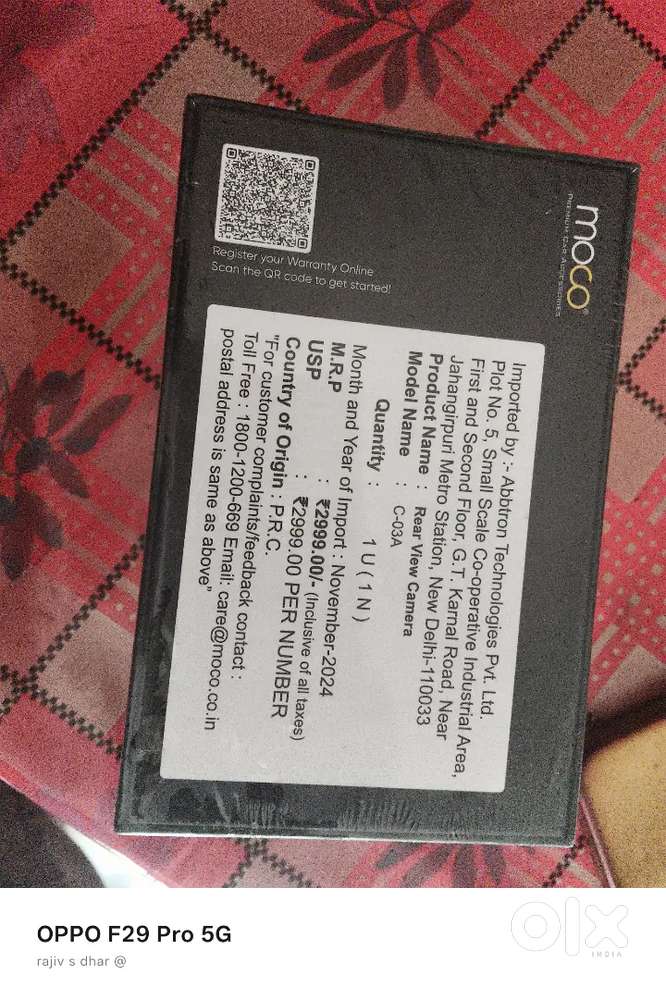 moco
PREMIUM CAR ACCESSORIES
Register your Warranty Online
Scan the QR code to get started!
Imported by :- Abbtron Technologies Pvt. Ltd.
Plot No. 5, Small Scale Co-operative Industrial Area,
First and Second Floor, G.T. Karnal Road, Near
Jahangirpuri Metro Station, New Delhi-110033
Product Name : Rear View Camera
Model Name : C-03A
Quantity : 1 U ( 1 N )
Month and Year of Import : November-2024
M.R.P : ₹2999.00/- (Inclusive of all taxes)
USP : ₹2999.00 PER NUMBER
Country of Origin : P.R.C.
"For customer complaints/feedback contact :
Toll Free : 1800-1200-669 Email: care@moco.co.in
postal address is same as above"
OPPO F29 Pro 5G
rajiv s dhar @
olx
INDIA